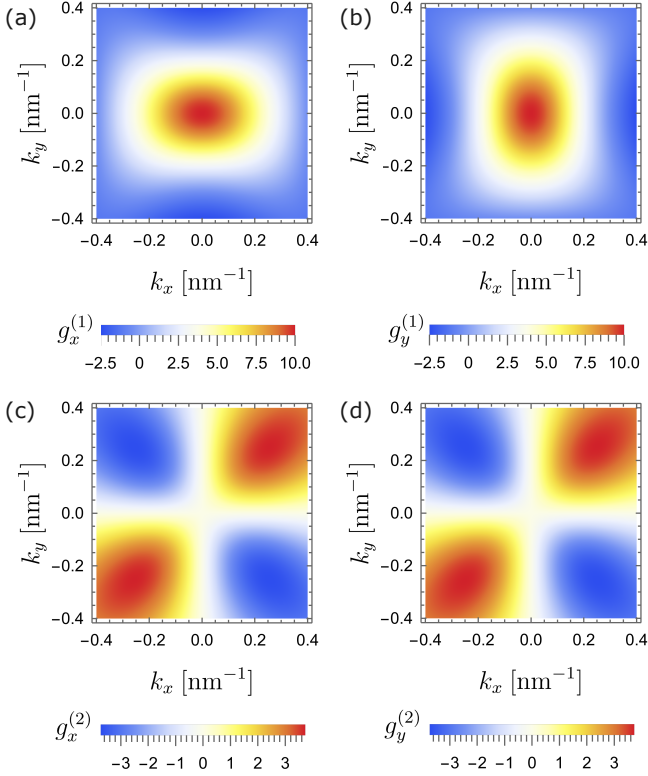 (a)
0.4
0.2
0.0
−0.2
−0.4
k_y [nm^{−1}]
−0.4 −0.2 0.0 0.2 0.4
k_x [nm^{−1}]
g_x^{(1)}
−2.5 0 2.5 5.0 7.5 10.0
(b)
0.4
0.2
0.0
−0.2
−0.4
k_y [nm^{−1}]
−0.4 −0.2 0.0 0.2 0.4
k_x [nm^{−1}]
g_y^{(1)}
−2.5 0 2.5 5.0 7.5 10.0
(c)
0.4
0.2
0.0
−0.2
−0.4
k_y [nm^{−1}]
−0.4 −0.2 0.0 0.2 0.4
k_x [nm^{−1}]
g_x^{(2)}
−3 −2 −1 0 1 2 3
(d)
0.4
0.2
0.0
−0.2
−0.4
k_y [nm^{−1}]
−0.4 −0.2 0.0 0.2 0.4
k_x [nm^{−1}]
g_y^{(2)}
−3 −2 −1 0 1 2 3